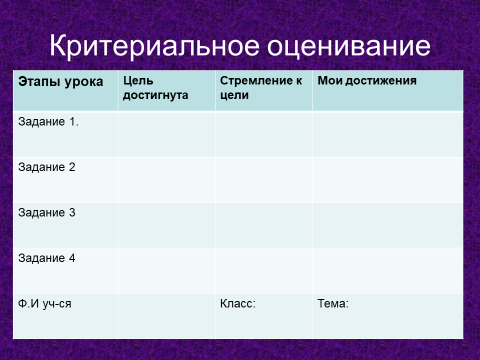 Критериальное оценивание
Этапы урока Цель достигнута Стремление к цели Мои достижения
Задание 1.
Задание 2
Задание 3
Задание 4
Ф.И уч-ся Класс: Тема: